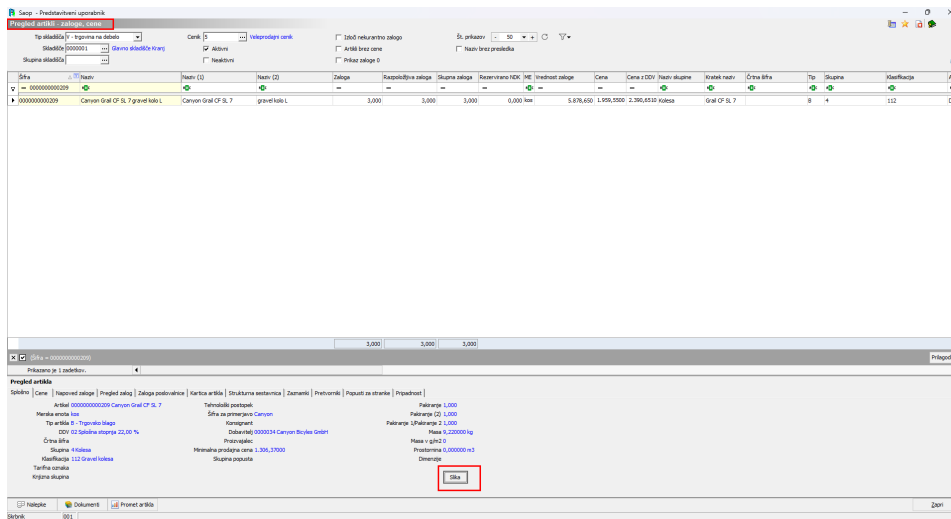 Saop - Predstavitveni uporabnik
Pregled artikli - zaloge, cene
Tip skladišča V - trgovina na debelo Cenik 5 ... Veleprodajni cenik Izloči nekurantno zalogo Št. prikazov - 50 +
Skladišče 0000001 ... Glavno skladišče Kranj Aktivni Artikli brez cene Naziv brez presledka
Skupina skladišč ... Neaktivni Prikaz zaloge 0
Šifra Naziv Naziv (1) Naziv (2) Zaloga Razpoložljiva zaloga Skupna zaloga Rezervirano NDK ME Vrednost zaloge Cena Cena z DDV Naziv skupine Kratek naziv Črtna šifra Tip Skupina Klasifikacija A
= 0000000000209
0000000000209 Canyon Grail CF SL 7 gravel kolo L Canyon Grail CF SL 7 gravel kolo L 3,000 3,000 3,000 0,000 kos 5.878,650 1.959,5500 2.390,6510 Kolesa Grail CF SL 7 B 4 112 D
3,000 3,000 3,000
(Šifra = 0000000000209) Prilagod
Prikazano je 1 zadetkov.
Pregled artikla
Splošno Cene Napoved zaloge Pregled zalog Zaloga poslovalnice Kartica artikla Strukturna sestavnica Zaznamki Pretvorniki Popusti za stranke Pripadnost
Artikel 0000000000209 Canyon Grail CF SL 7 Tehnološki postopek Pakiranje 1,000
Merska enota kos Šifra za primerjavo Canyon Pakiranje (2) 1,000
Tip artikla B - Trgovsko blago Konsignant Pakiranje 1/Pakiranje 2 1,000
DDV 02 Splošna stopnja 22,00 % Dobavitelj 0000034 Canyon Bicyles GmbH Masa 9,220000 kg
Črtna šifra Proizvajalec Masa v g/m2 0
Skupina 4 Kolesa Minimalna prodajna cena 1.306,37000 Prostornina 0,000000 m3
Klasifikacija 112 Gravel kolesa Skupina popusta Dimenzije
Tarifna oznaka
Knjižna skupina Slika
Nalepke Dokumenti Promet artikla Zapri
Skrbnik 001